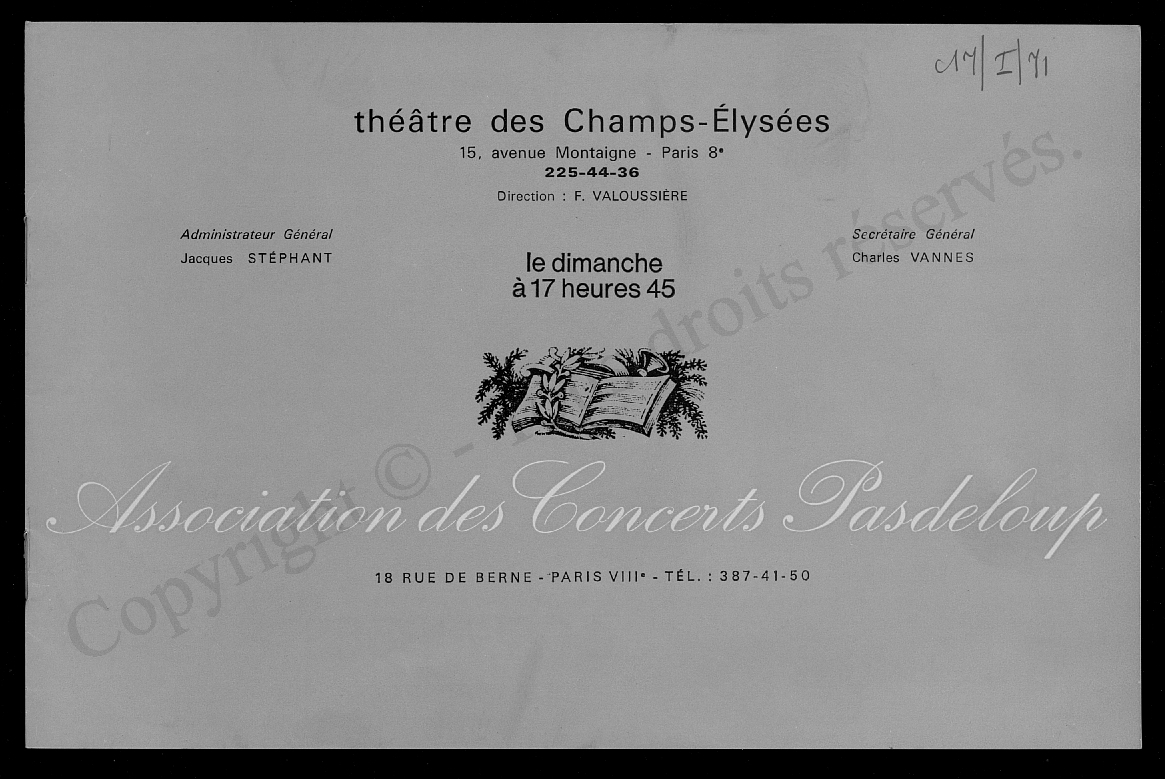 17/I/71
théâtre des Champs-Élysées
15, avenue Montaigne - Paris 8ᵉ
225-44-36
Direction : F. VALOUSSIÈRE
Administrateur Général
Jacques STÉPHANT
Secrétaire Général
Charles VANNES
le dimanche
à 17 heures 45
Association des Concerts Pasdeloup
18 RUE DE BERNE - PARIS VIIIᵉ - TÉL. : 387-41-50
Copyright © - droits réservés.